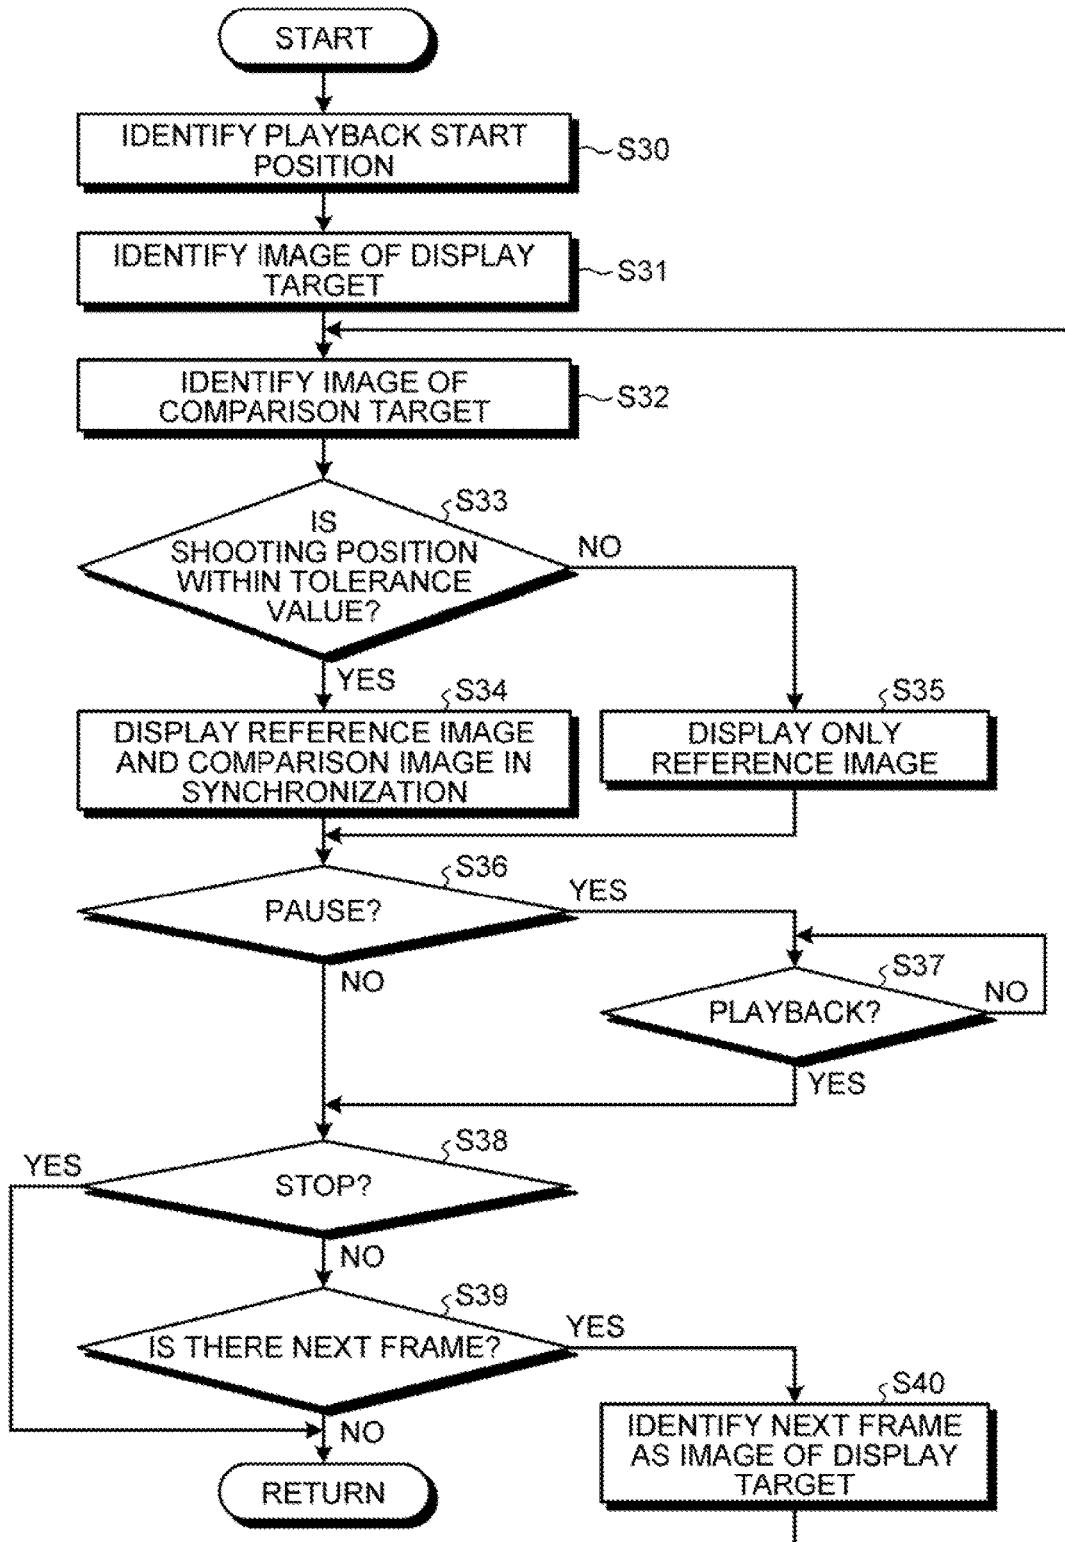 START
IDENTIFY PLAYBACK START
POSITION
S30
IDENTIFY IMAGE OF DISPLAY
TARGET
S31
IDENTIFY IMAGE OF
COMPARISON TARGET
S32
S33
IS
SHOOTING POSITION
WITHIN TOLERANCE
VALUE?
NO
YES
S34
DISPLAY REFERENCE IMAGE
AND COMPARISON IMAGE IN
SYNCHRONIZATION
S35
DISPLAY ONLY
REFERENCE IMAGE
S36
PAUSE?
YES
NO
S37
PLAYBACK?
NO
YES
S38
YES
STOP?
NO
S39
IS THERE NEXT FRAME?
YES
NO
S40
IDENTIFY NEXT FRAME
AS IMAGE OF DISPLAY
TARGET
RETURN